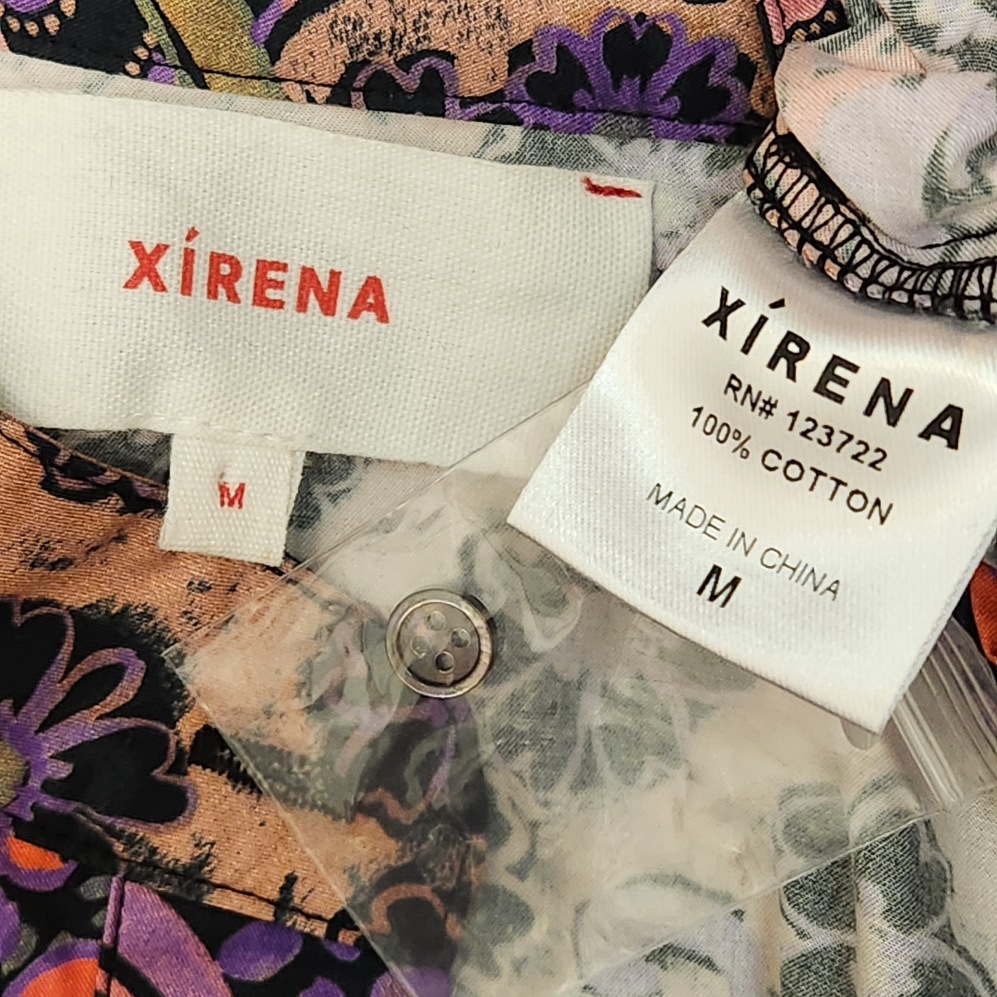 XÍRENA
M
XÍRENA
RN# 123722
100% COTTON
MADE IN CHINA
M